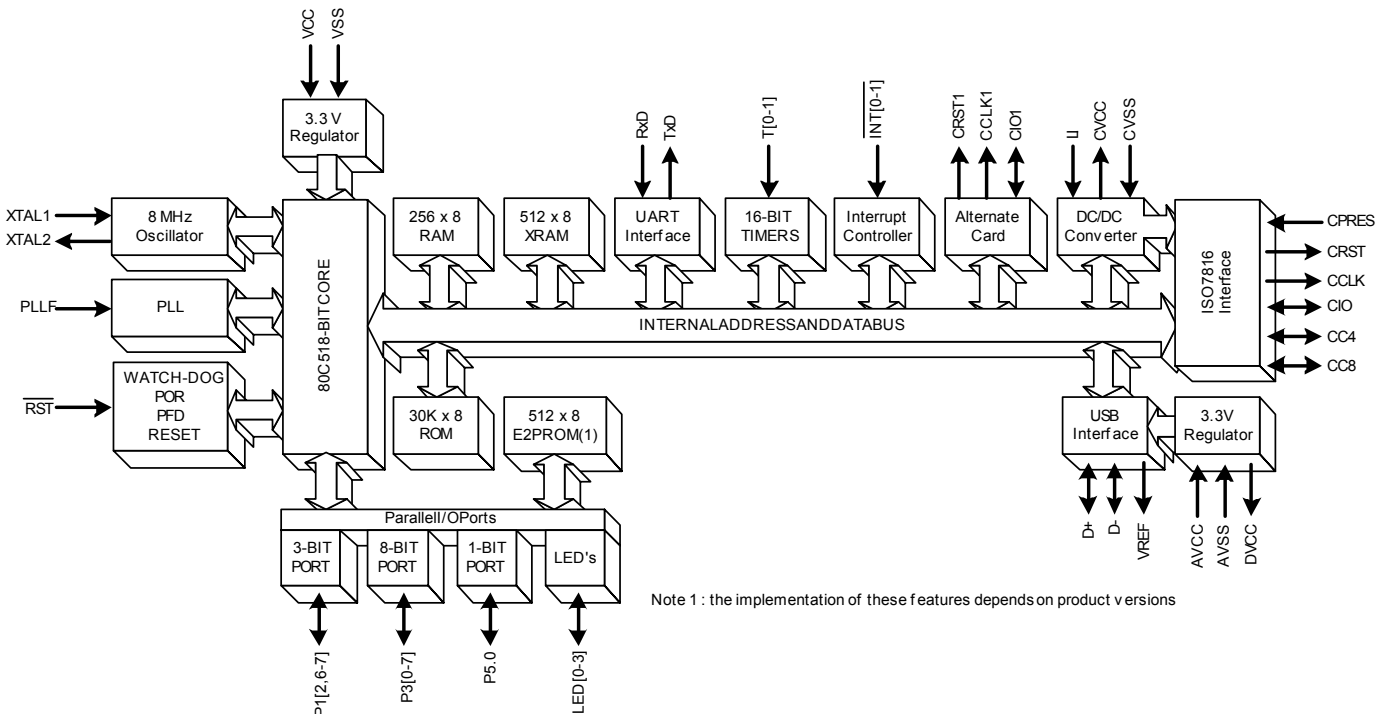 VCC
VSS
3.3 V
Regulator
XTAL1
XTAL2
8 MHz
Oscillator
PLLF
PLL
RST
WATCH-DOG
POR
PFD
RESET
80C518-BITCORE
256 x 8
RAM
512 x 8
XRAM
RxD
TxD
UART
Interface
T[0-1]
16-BIT
TIMERS
INT[0-1]
Interrupt
Controller
CRST1
CCLK1
CIO1
Alternate
Card
LI
CVCC
CVSS
DC/DC
Converter
ISO7816
Interface
CPRES
CRST
CCLK
CIO
CC4
CC8
INTERNALADDRESSANDDATABUS
30K x 8
ROM
512 x 8
E2PROM(1)
USB
Interface
3.3V
Regulator
D+
D-
VREF
AVCC
AVSS
DVCC
ParallelI/OPorts
3-BIT
PORT
8-BIT
PORT
1-BIT
PORT
LED's
P1[2,6-7]
P3[0-7]
P5.0
LED[0-3]
Note 1 : the implementation of these features depends on product versions